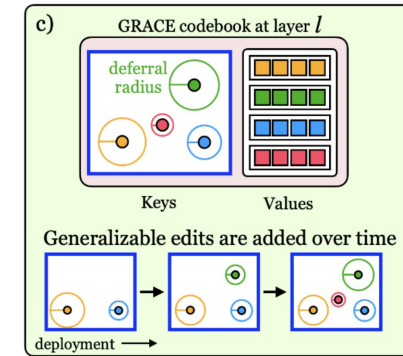 c)
GRACE codebook at layer l
deferral
radius
Keys
Values
Generalizable edits are added over time
deployment